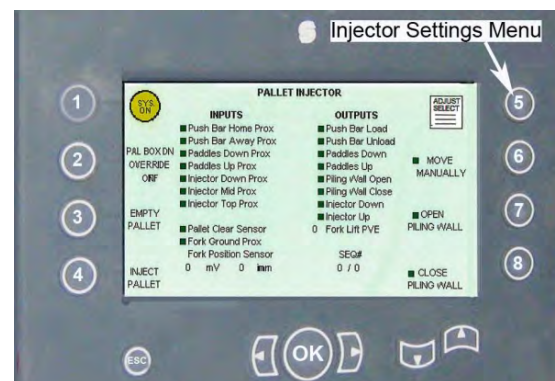 Injector Settings Menu
PALLET INJECTOR
SYS ON
ADJUST SELECT
INPUTS
OUTPUTS
Push Bar Home Prox
Push Bar Load
Push Bar Away Prox
Push Bar Unload
Paddles Down Prox
Paddles Down
Paddles Up Prox
Paddles Up
Injector Down Prox
Piling Wall Open
Injector Mid Prox
Piling Wall Close
Injector Top Prox
Injector Down
Injector Up
Pallet Clear Sensor
0 Fork Lift PVE
Fork Ground Prox
Fork Position Sensor
SEQ#
0 mV 0 mm
0 / 0
PAL BOX DN
OVERRIDE
OFF
EMPTY
PALLET
INJECT
PALLET
MOVE
MANUALLY
OPEN
PILING WALL
CLOSE
PILING WALL
1
2
3
4
5
6
7
8
ESC
OK